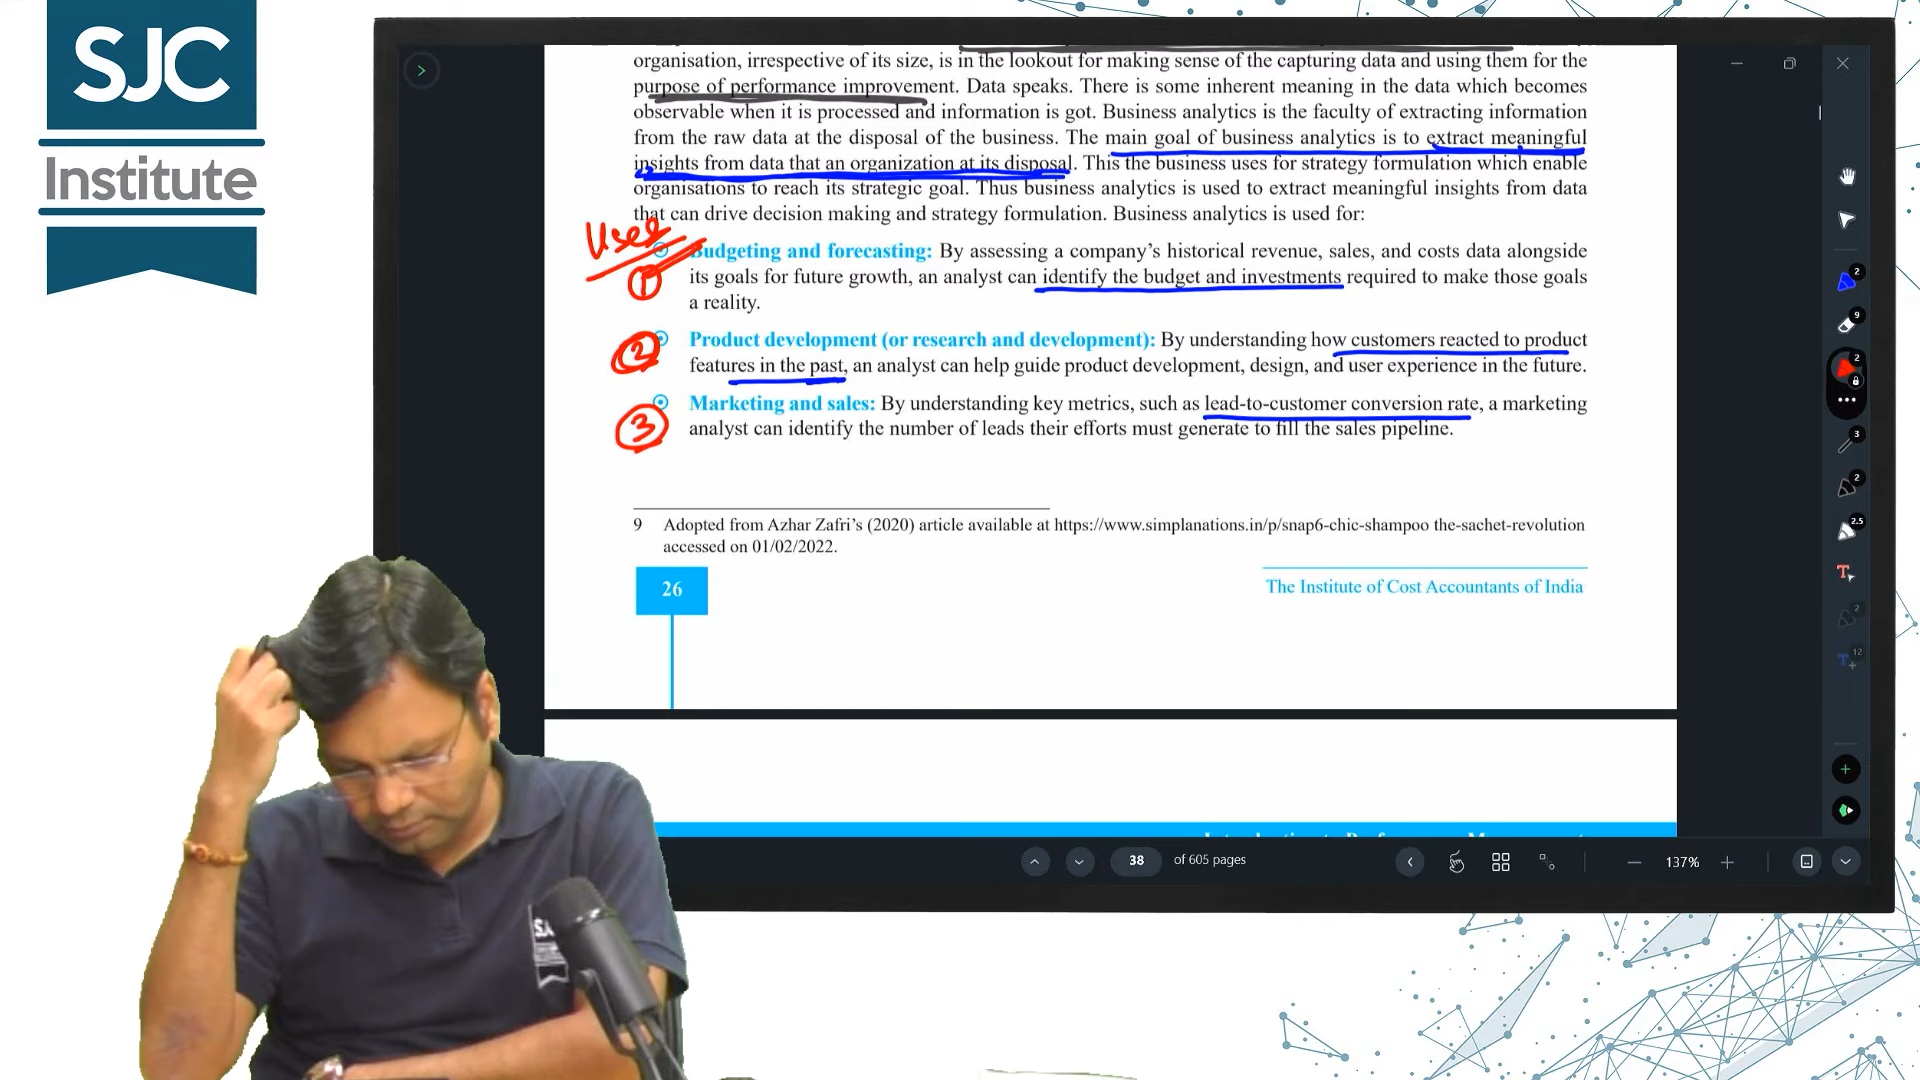 SJC
Institute
organisation, irrespective of its size, is in the lookout for making sense of the capturing data and using them for the
purpose of performance improvement. Data speaks. There is some inherent meaning in the data which becomes
observable when it is processed and information is got. Business analytics is the faculty of extracting information
from the raw data at the disposal of the business. The main goal of business analytics is to extract meaningful
insights from data that an organization at its disposal. This the business uses for strategy formulation which enable
organisations to reach its strategic goal. Thus business analytics is used to extract meaningful insights from data
that can drive decision making and strategy formulation. Business analytics is used for:
Uses
① Budgeting and forecasting: By assessing a company's historical revenue, sales, and costs data alongside
its goals for future growth, an analyst can identify the budget and investments required to make those goals
a reality.
② Product development (or research and development): By understanding how customers reacted to product
features in the past, an analyst can help guide product development, design, and user experience in the future.
③ Marketing and sales: By understanding key metrics, such as lead-to-customer conversion rate, a marketing
analyst can identify the number of leads their efforts must generate to fill the sales pipeline.
9 Adopted from Azhar Zafri's (2020) article available at https://www.simplanations.in/p/snap6-chic-shampoo the-sachet-revolution
accessed on 01/02/2022.
26
The Institute of Cost Accountants of India
38 of 605 pages
137%
2
9
2
3
2
2.5
2
12